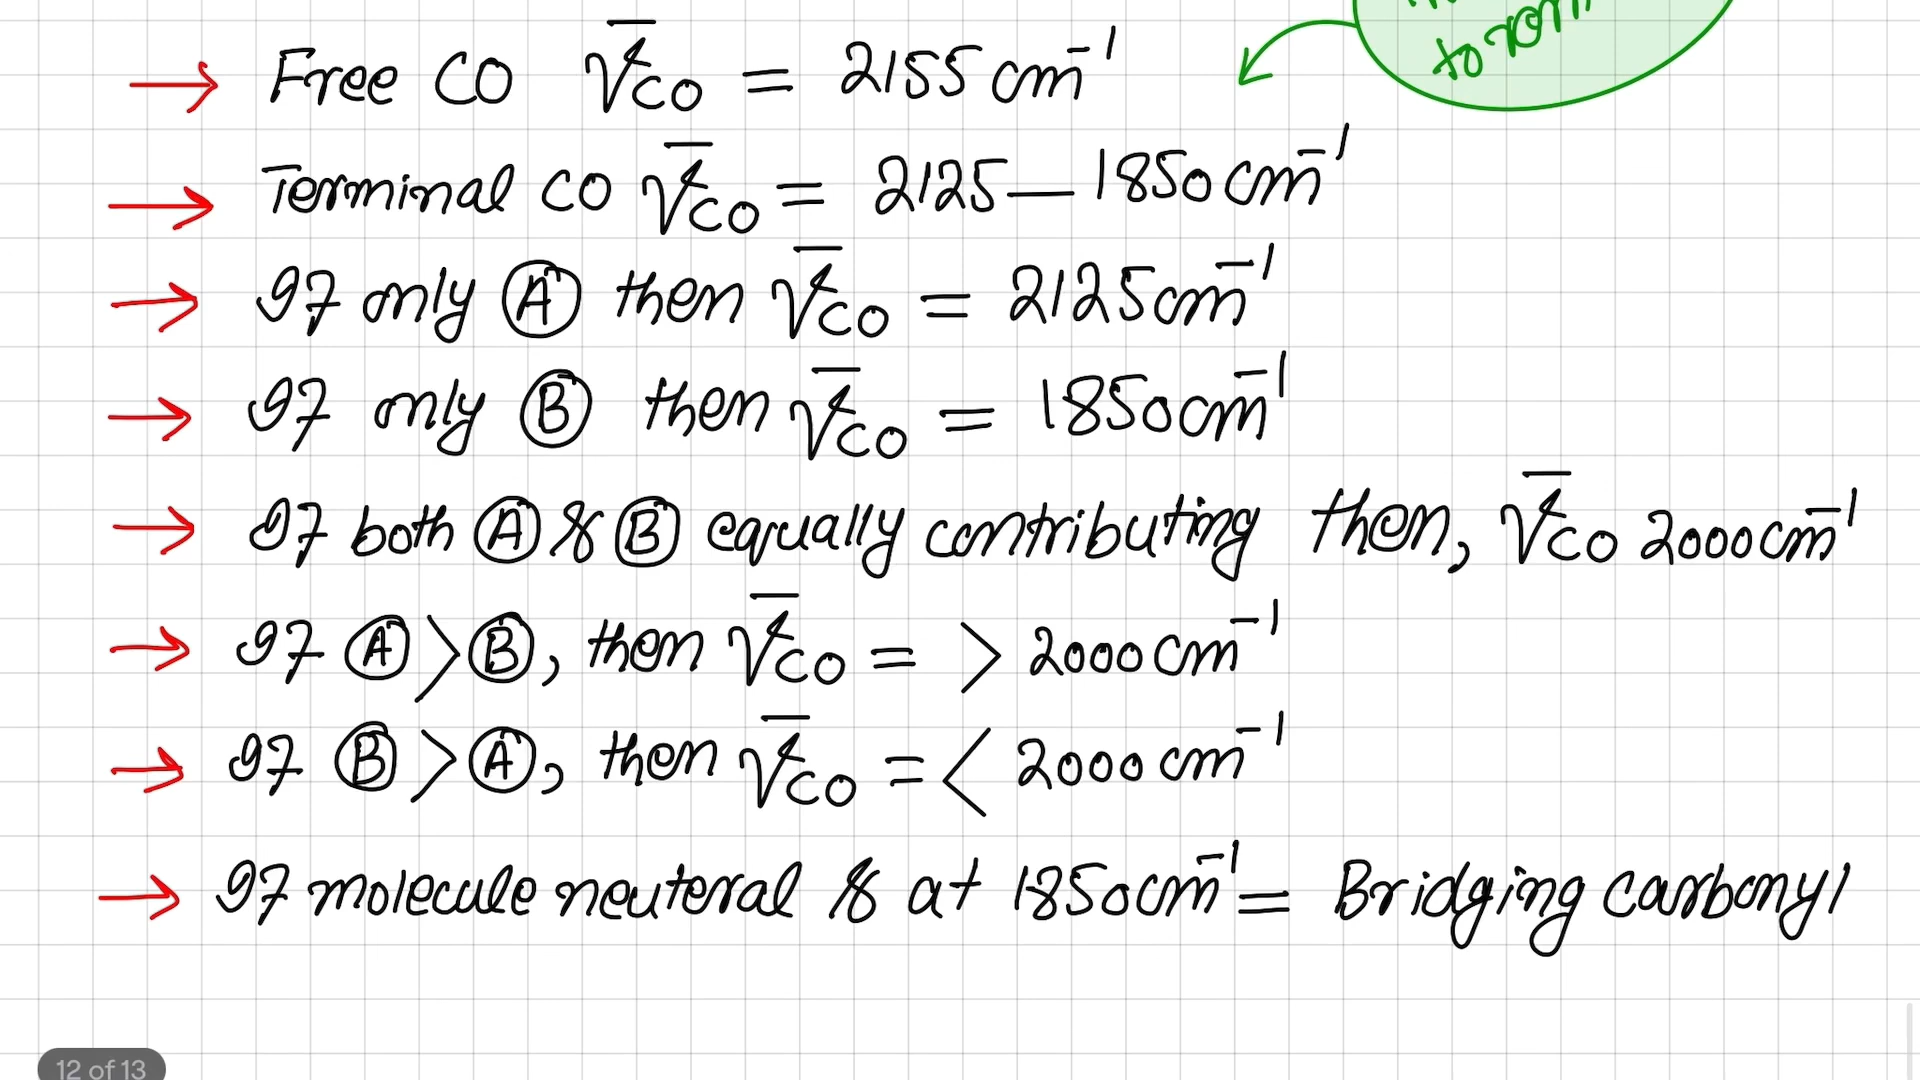 to
→ Free CO ν̅CO = 2155 cm⁻¹
→ Terminal CO ν̅CO = 2125 — 1850 cm⁻¹
→ If only Ⓐ then ν̅CO = 2125 cm⁻¹
→ If only Ⓑ then ν̅CO = 1850 cm⁻¹
→ If both Ⓐ & Ⓑ equally contributing then, ν̅CO 2000 cm⁻¹
→ If Ⓐ > Ⓑ, then ν̅CO = > 2000 cm⁻¹
→ If Ⓑ > Ⓐ, then ν̅CO = < 2000 cm⁻¹
→ If molecule neuteral & at 1850 cm⁻¹ = Bridging carbonyl
12 of 13